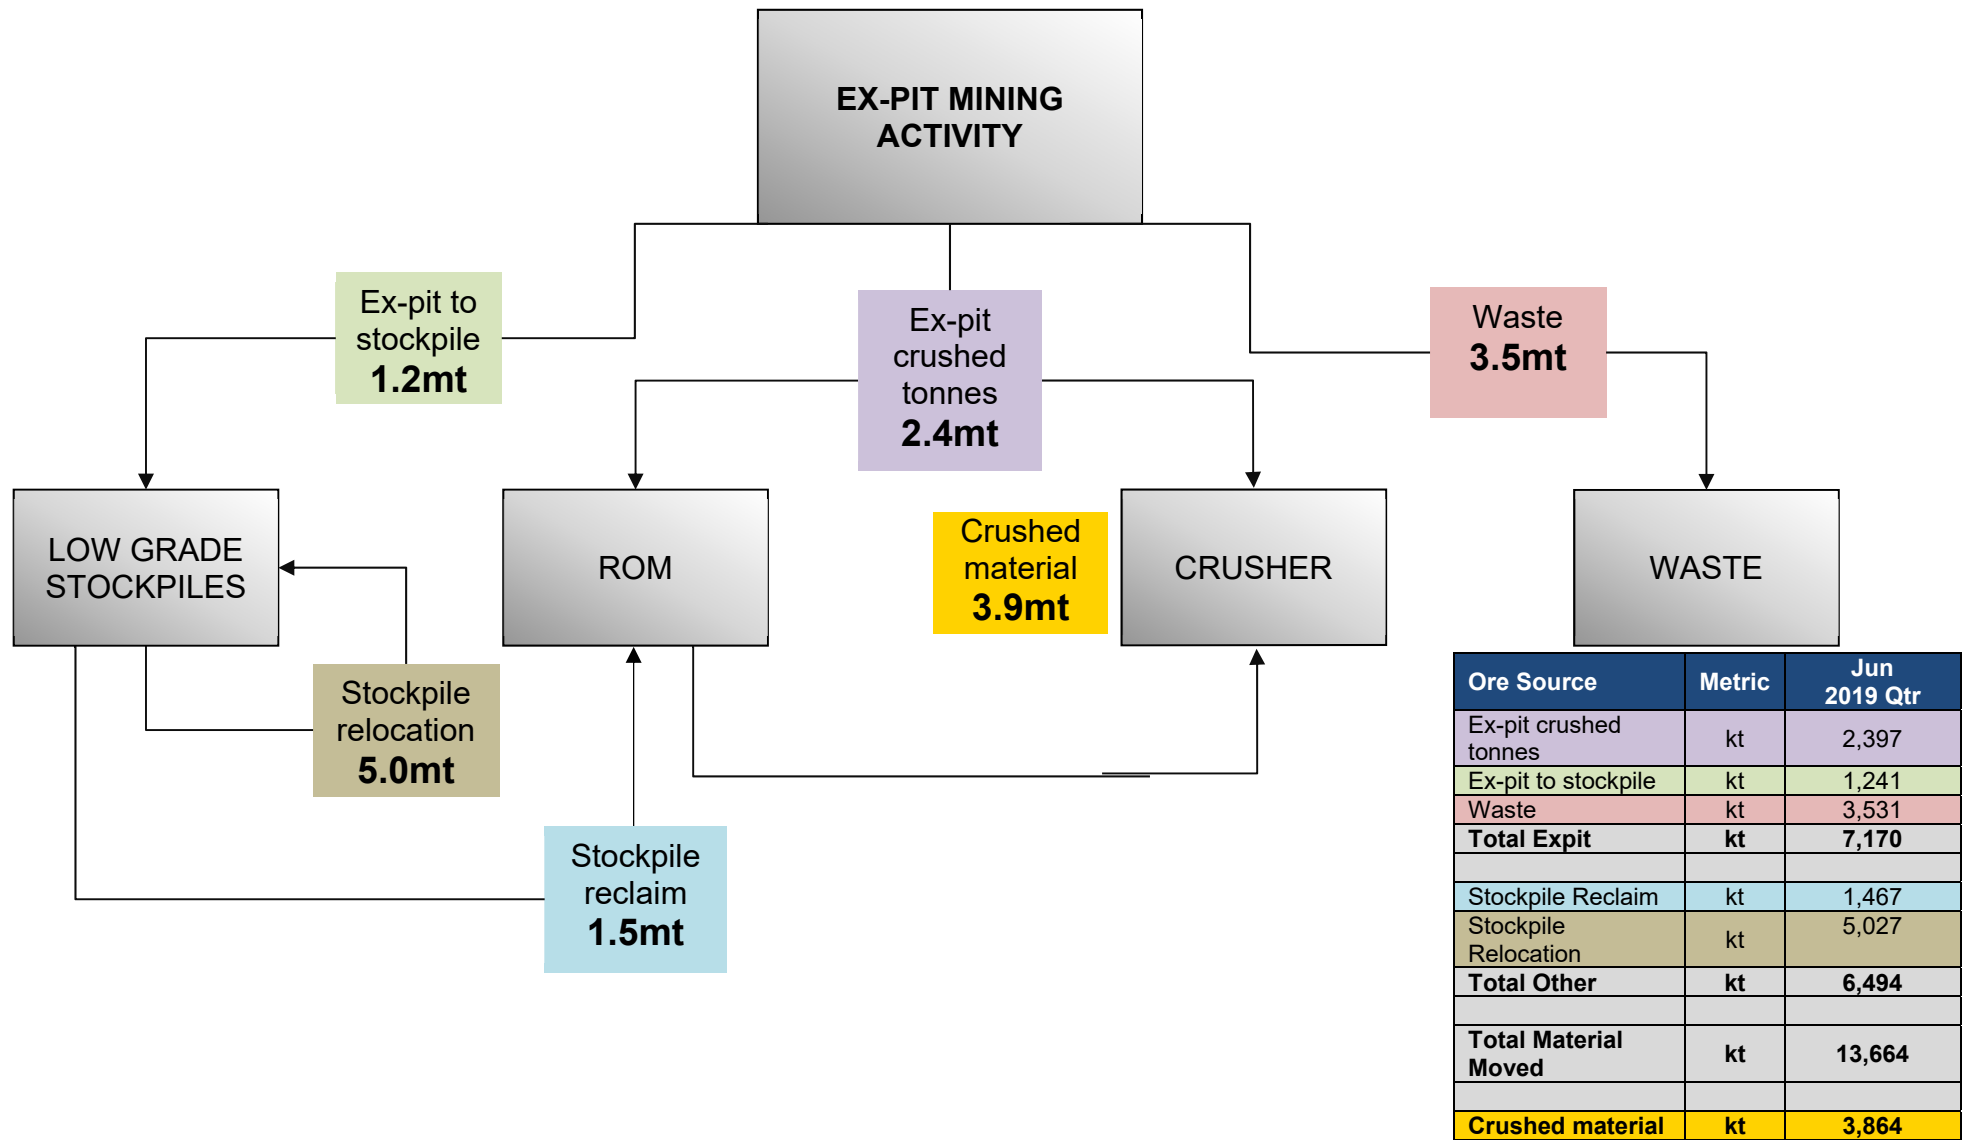 EX-PIT MINING
ACTIVITY
Ex-pit to
stockpile
1.2mt
Ex-pit
crushed
tonnes
2.4mt
Waste
3.5mt
LOW GRADE
STOCKPILES
ROM
Crushed
material
3.9mt
CRUSHER
WASTE
Stockpile
relocation
5.0mt
Stockpile
reclaim
1.5mt
Ore Source Metric Jun
2019 Qtr
Ex-pit crushed
tonnes kt 2,397
Ex-pit to stockpile kt 1,241
Waste kt 3,531
Total Expit kt 7,170
Stockpile Reclaim kt 1,467
Stockpile
Relocation kt 5,027
Total Other kt 6,494
Total Material
Moved kt 13,664
Crushed material kt 3,864